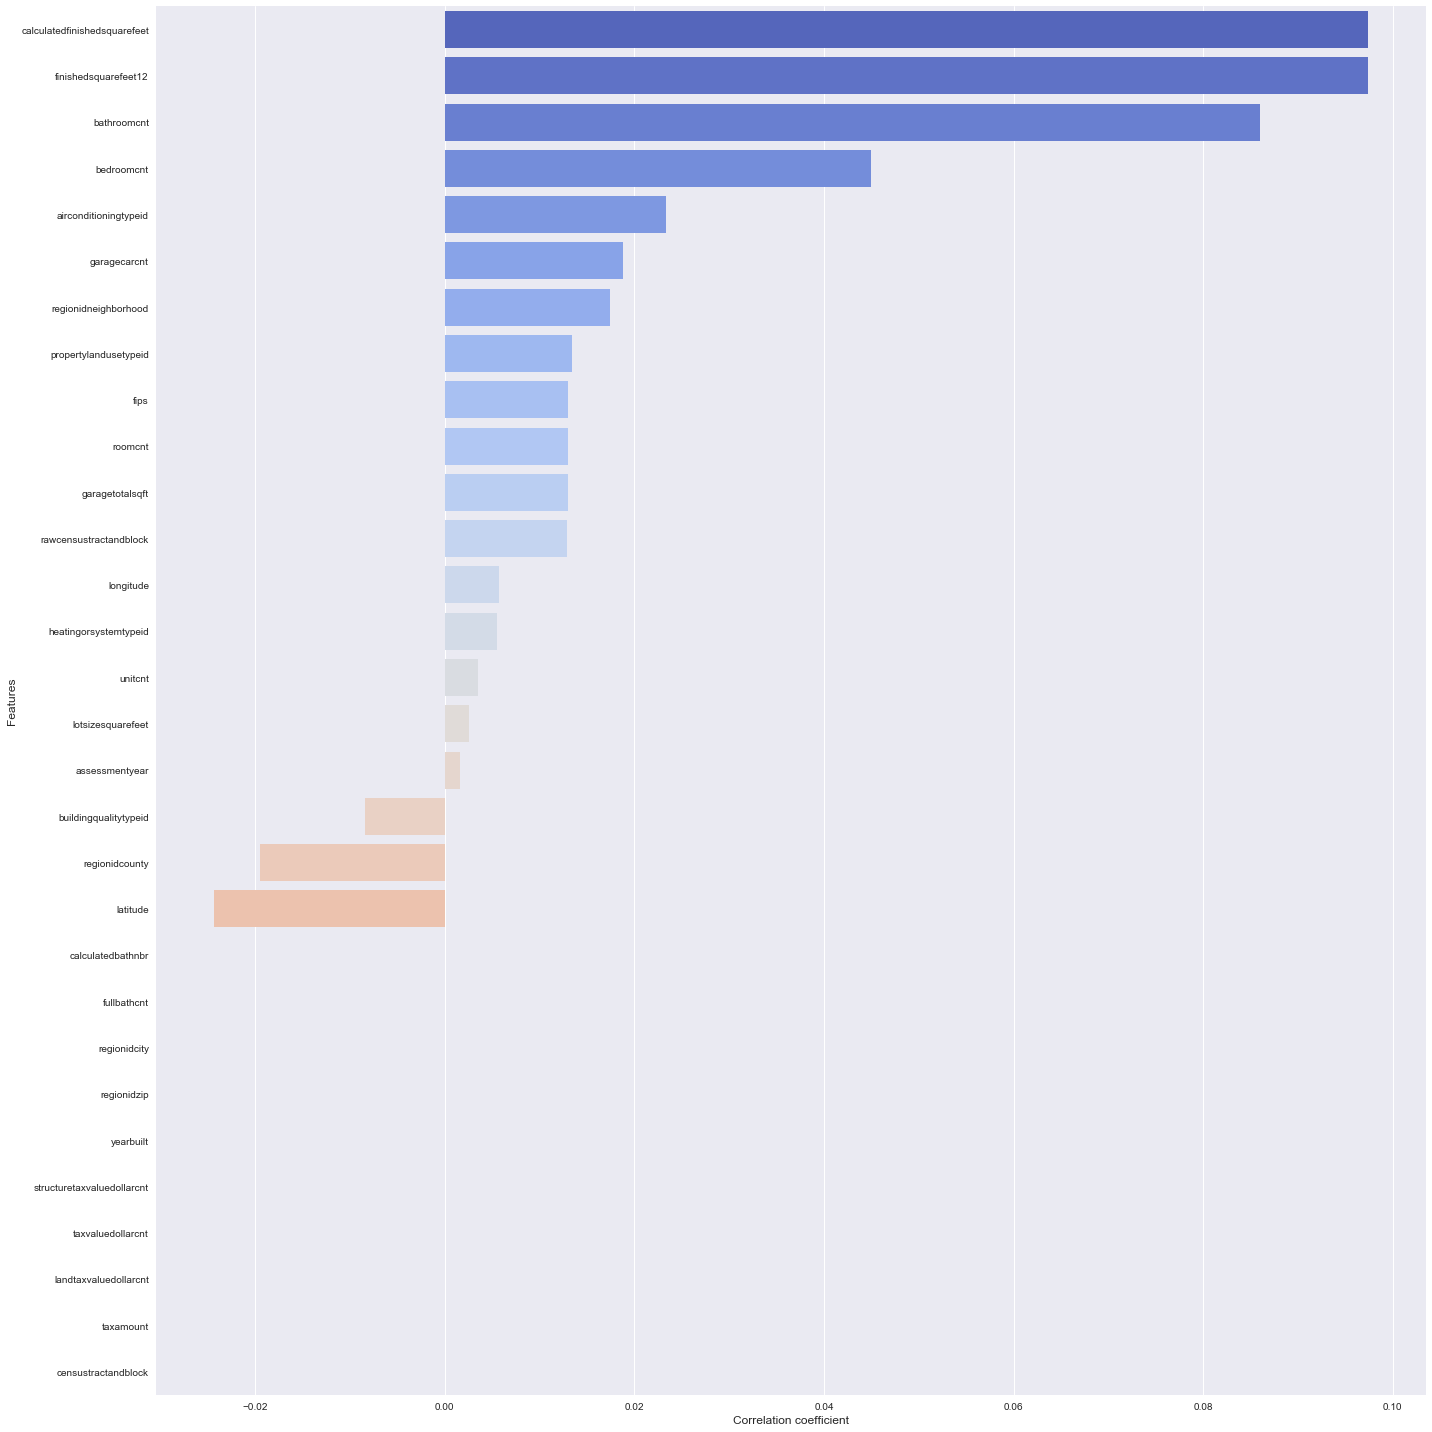 calculatedfinishedsquarefeet
finishedsquarefeet12
bathroomcnt
bedroomcnt
airconditioningtypeid
garagecarcnt
regionidneighborhood
propertylandusetypeid
fips
roomcnt
garagetotalsqft
rawcensustractandblock
longitude
heatingorsystemtypeid
unitcnt
lotsizesquarefeet
assessmentyear
buildingqualitytypeid
regionidcounty
latitude
calculatedbathnbr
fullbathcnt
regionidcity
regionidzip
yearbuilt
structuretaxvaluedollarcnt
taxvaluedollarcnt
landtaxvaluedollarcnt
taxamount
censustractandblock
Features
−0.02 0.00 0.02 0.04 0.06 0.08 0.10
Correlation coefficient